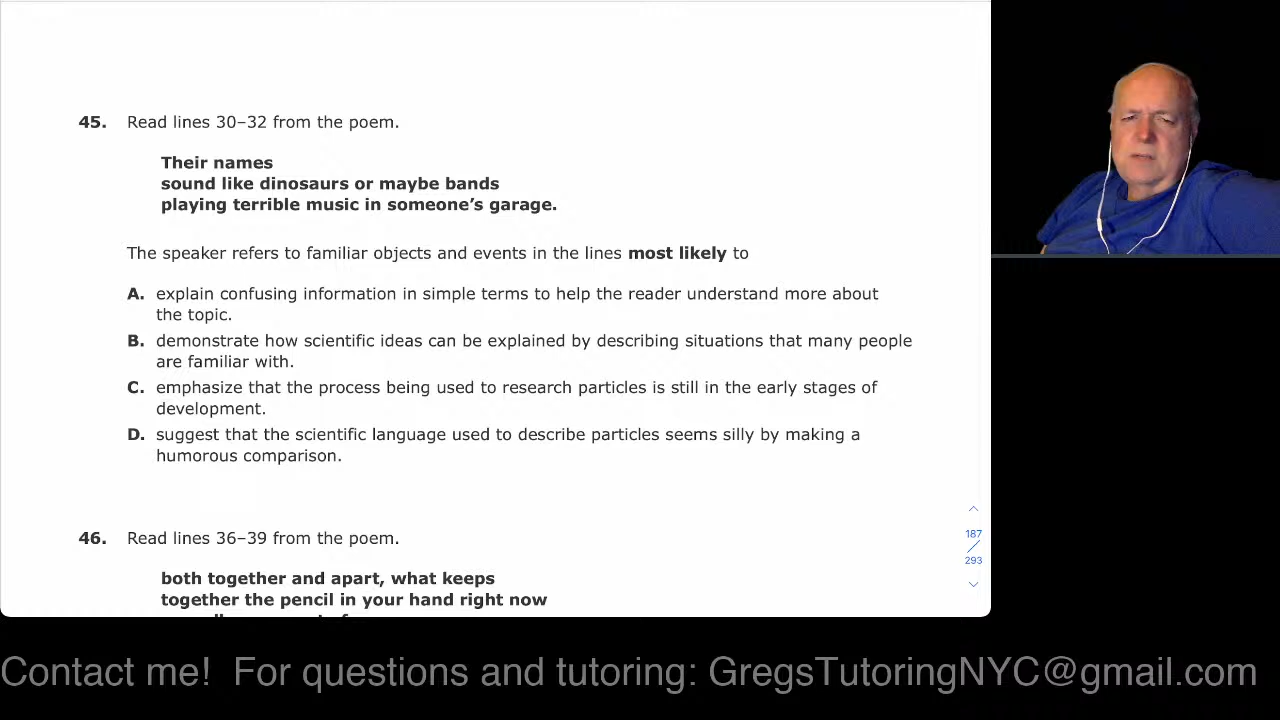 45. Read lines 30–32 from the poem.
Their names
sound like dinosaurs or maybe bands
playing terrible music in someone’s garage.
The speaker refers to familiar objects and events in the lines most likely to
A. explain confusing information in simple terms to help the reader understand more about
the topic.
B. demonstrate how scientific ideas can be explained by describing situations that many people
are familiar with.
C. emphasize that the process being used to research particles is still in the early stages of
development.
D. suggest that the scientific language used to describe particles seems silly by making a
humorous comparison.
46. Read lines 36–39 from the poem.
both together and apart, what keeps
together the pencil in your hand right now
187
293
Contact me! For questions and tutoring: GregsTutoringNYC@gmail.com